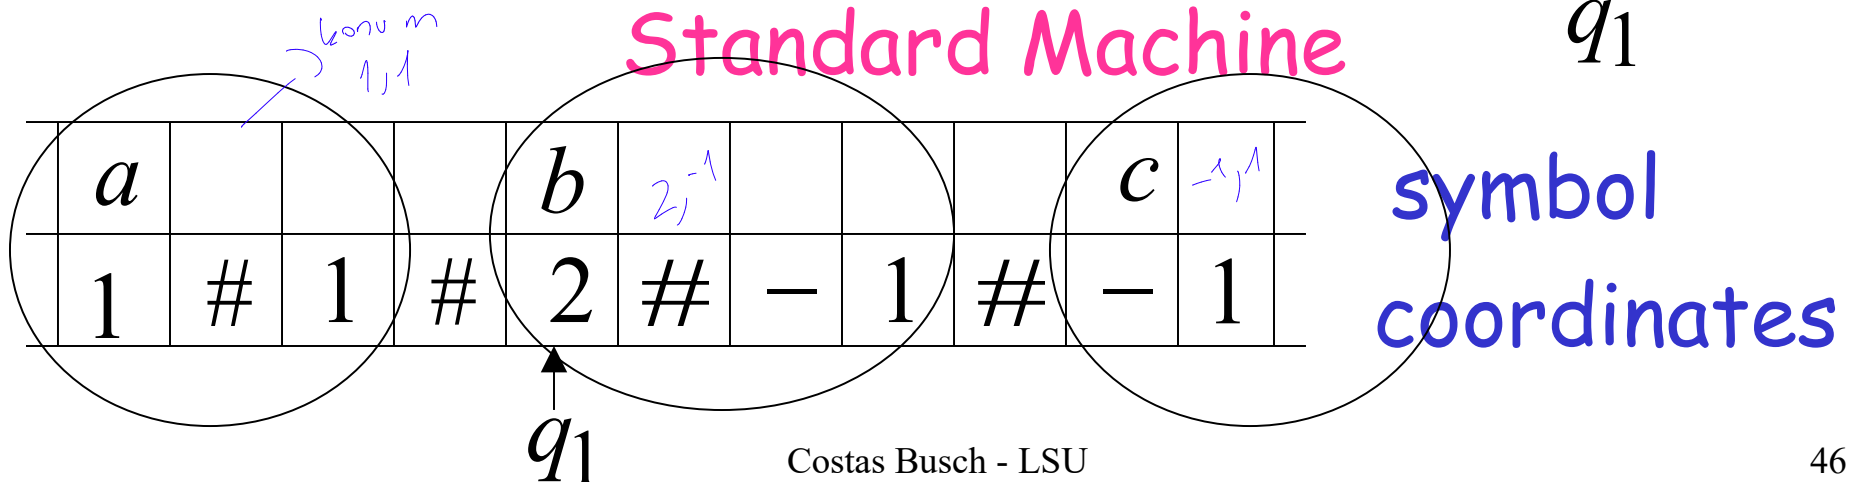 konum
1,1
Standard Machine
q1
a b 2,-1 c -1,1
symbol
1 # 1 # 2 # - 1 # - 1
coordinates
q1
Costas Busch - LSU
46